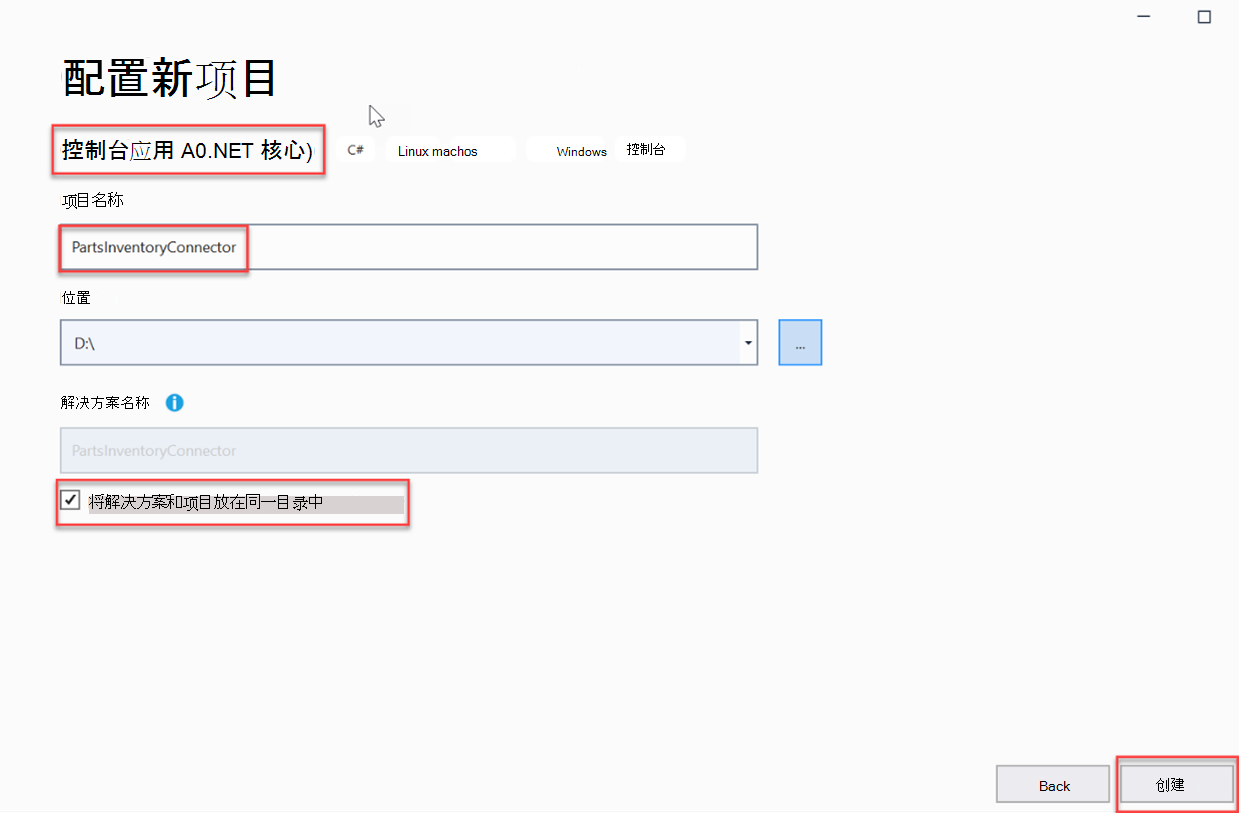 配置新项目
控制台应用 A0.NET 核心) C# Linux machos Windows 控制台
项目名称
PartsInventoryConnector
位置
D:\
...
解决方案名称
PartsInventoryConnector
将解决方案和项目放在同一目录中
Back 创建